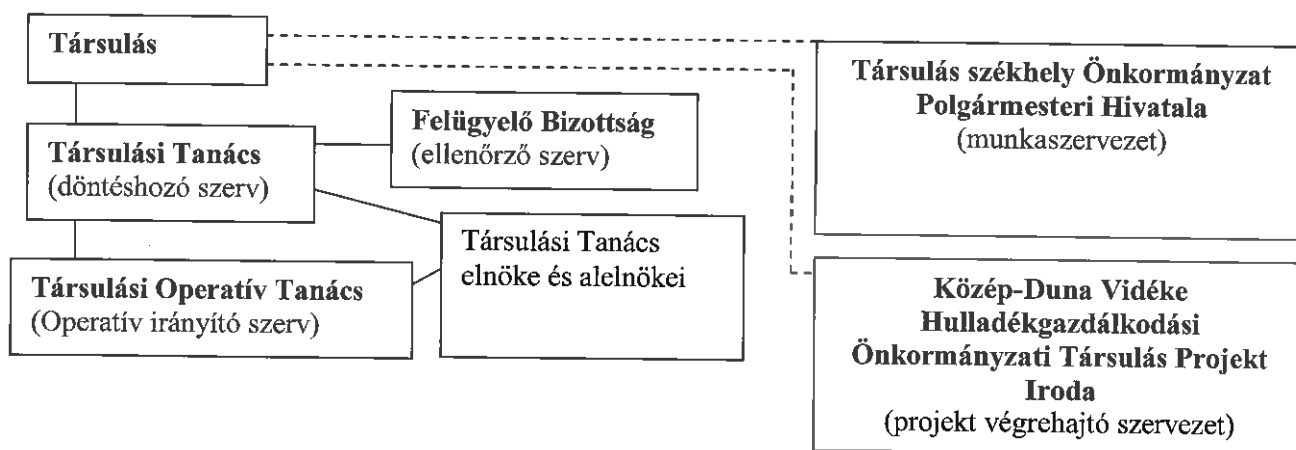 Társulás
Társulás székhely Önkormányzat
Polgármesteri Hivatala
(munkaszervezet)
Felügyelő Bizottság
(ellenőrző szerv)
Társulási Tanács
(döntéshozó szerv)
Társulási Tanács
elnöke és alelnökei
Társulási Operatív Tanács
(Operatív irányító szerv)
Közép-Duna Vidéke
Hulladékgazdálkodási
Önkormányzati Társulás Projekt
Iroda
(projekt végrehajtó szervezet)